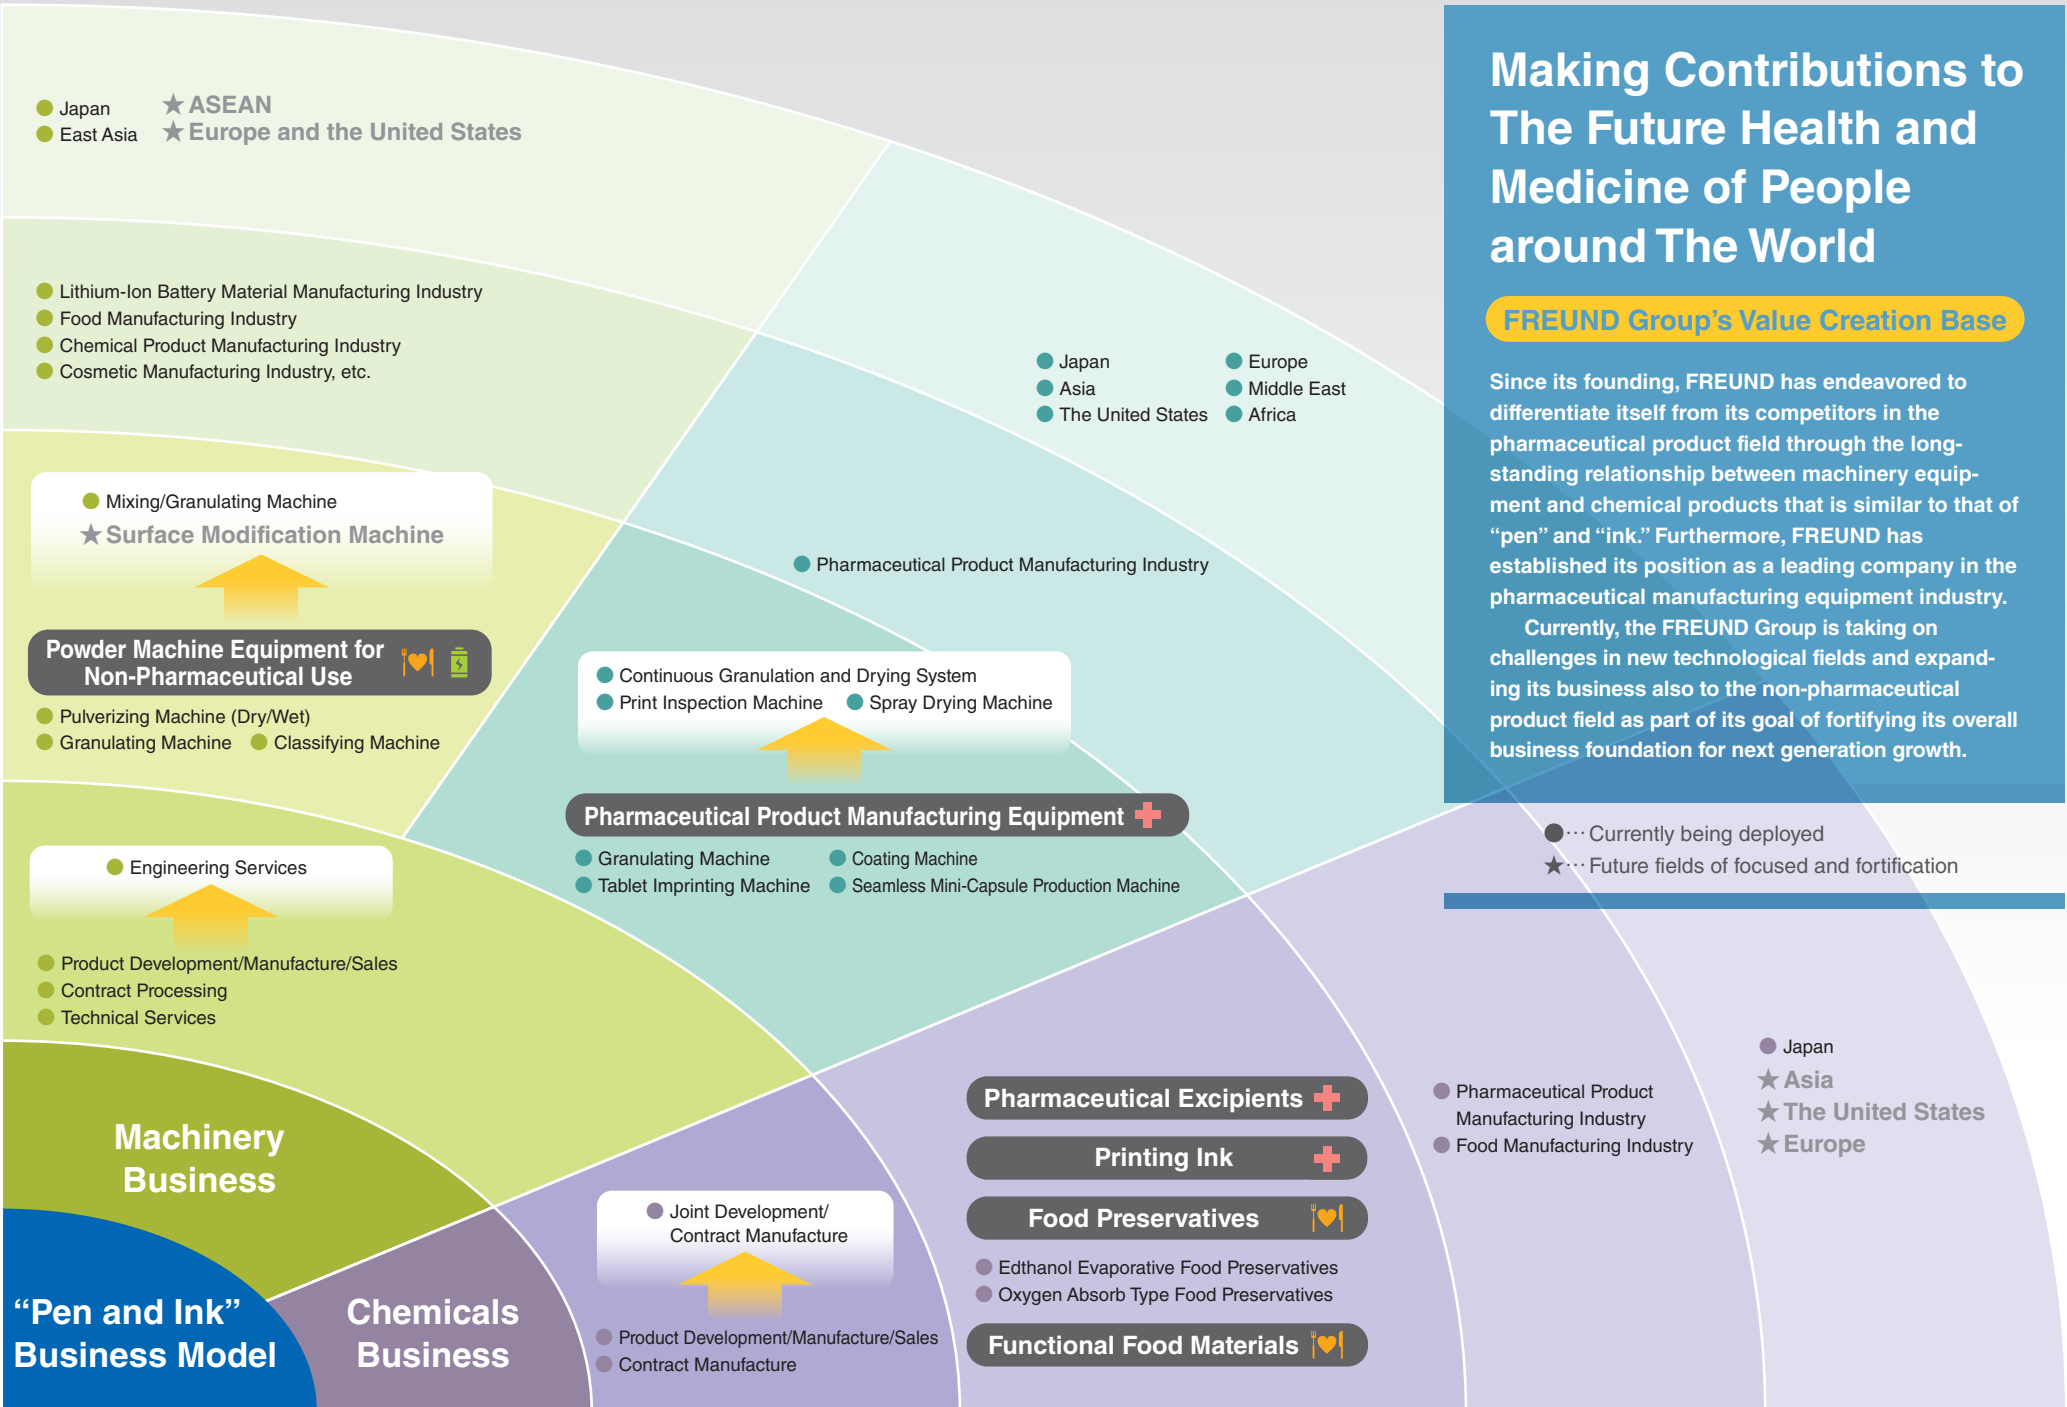 Making Contributions to
The Future Health and
Medicine of People
around The World
FREUND Group's Value Creation Base
Since its founding, FREUND has endeavored to
differentiate itself from its competitors in the
pharmaceutical product field through the long-
standing relationship between machinery equip-
ment and chemical products that is similar to that of
“pen” and “ink.” Furthermore, FREUND has
established its position as a leading company in the
pharmaceutical manufacturing equipment industry.
Currently, the FREUND Group is taking on
challenges in new technological fields and expand-
ing its business also to the non-pharmaceutical
product field as part of its goal of fortifying its overall
business foundation for next generation growth.
●… Currently being deployed
★… Future fields of focused and fortification
● Japan ★ ASEAN
● East Asia ★ Europe and the United States
● Lithium-Ion Battery Material Manufacturing Industry
● Food Manufacturing Industry
● Chemical Product Manufacturing Industry
● Cosmetic Manufacturing Industry, etc.
● Mixing/Granulating Machine
★ Surface Modification Machine
Powder Machine Equipment for
Non-Pharmaceutical Use
● Pulverizing Machine (Dry/Wet)
● Granulating Machine ● Classifying Machine
● Engineering Services
● Product Development/Manufacture/Sales
● Contract Processing
● Technical Services
Machinery
Business
“Pen and Ink”
Business Model
Chemicals
Business
● Japan ● Europe
● Asia ● Middle East
● The United States ● Africa
● Pharmaceutical Product Manufacturing Industry
● Continuous Granulation and Drying System
● Print Inspection Machine ● Spray Drying Machine
Pharmaceutical Product Manufacturing Equipment
● Granulating Machine ● Coating Machine
● Tablet Imprinting Machine ● Seamless Mini-Capsule Production Machine
● Joint Development/
Contract Manufacture
● Product Development/Manufacture/Sales
● Contract Manufacture
Pharmaceutical Excipients
Printing Ink
Food Preservatives
● Edthanol Evaporative Food Preservatives
● Oxygen Absorb Type Food Preservatives
Functional Food Materials
● Pharmaceutical Product
Manufacturing Industry
● Food Manufacturing Industry
● Japan
★ Asia
★ The United States
★ Europe